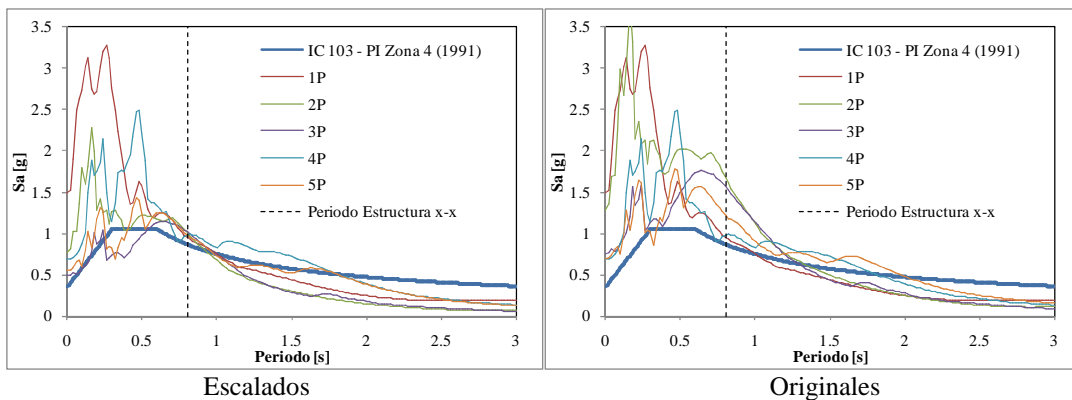 3.5
3
2.5
2
1.5
1
0.5
0
Sa [g]
0 0.5 1 1.5 2 2.5 3
Periodo [s]
IC 103 - PI Zona 4 (1991)
1P
2P
3P
4P
5P
Periodo Estructura x-x
Escalados
3.5
3
2.5
2
1.5
1
0.5
0
0 0.5 1 1.5 2 2.5 3
Periodo [s]
IC 103 - PI Zona 4 (1991)
1P
2P
3P
4P
5P
Periodo Estructura x-x
Originales